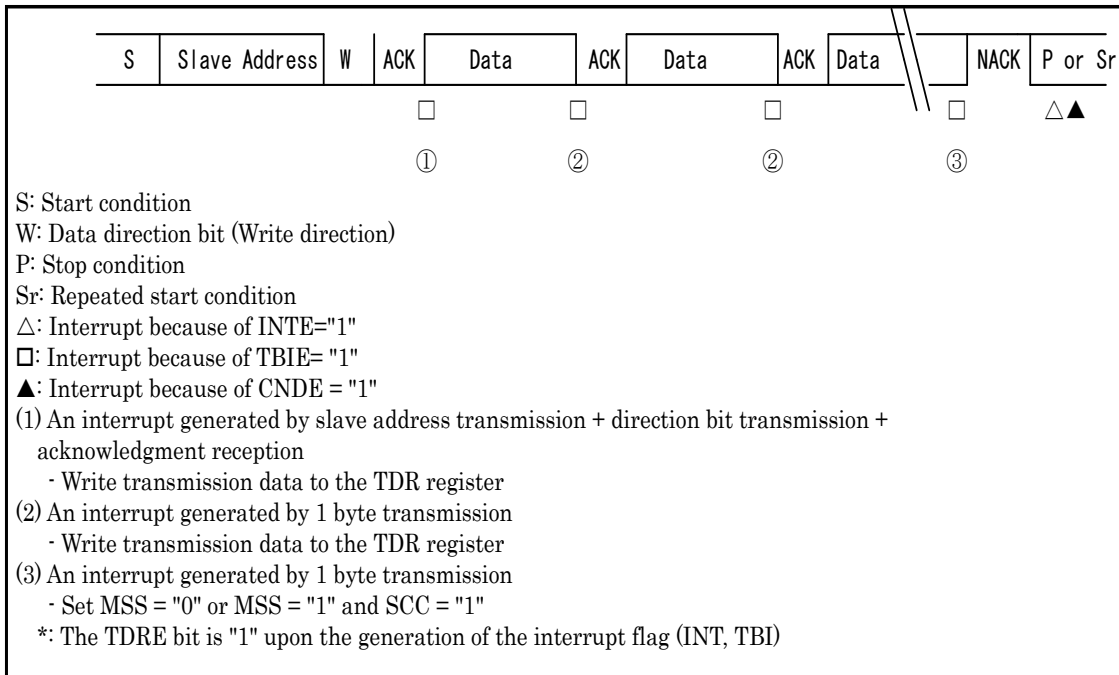 S Slave Address W ACK Data ACK Data ACK Data NACK P or Sr
□ □ □ □ △▲
① ② ② ③
S: Start condition
W: Data direction bit (Write direction)
P: Stop condition
Sr: Repeated start condition
△: Interrupt because of INTE="1"
□: Interrupt because of TBIE= "1"
▲: Interrupt because of CNDE = "1"
(1) An interrupt generated by slave address transmission + direction bit transmission +
acknowledgment reception
- Write transmission data to the TDR register
(2) An interrupt generated by 1 byte transmission
- Write transmission data to the TDR register
(3) An interrupt generated by 1 byte transmission
- Set MSS = "0" or MSS = "1" and SCC = "1"
*: The TDRE bit is "1" upon the generation of the interrupt flag (INT, TBI)